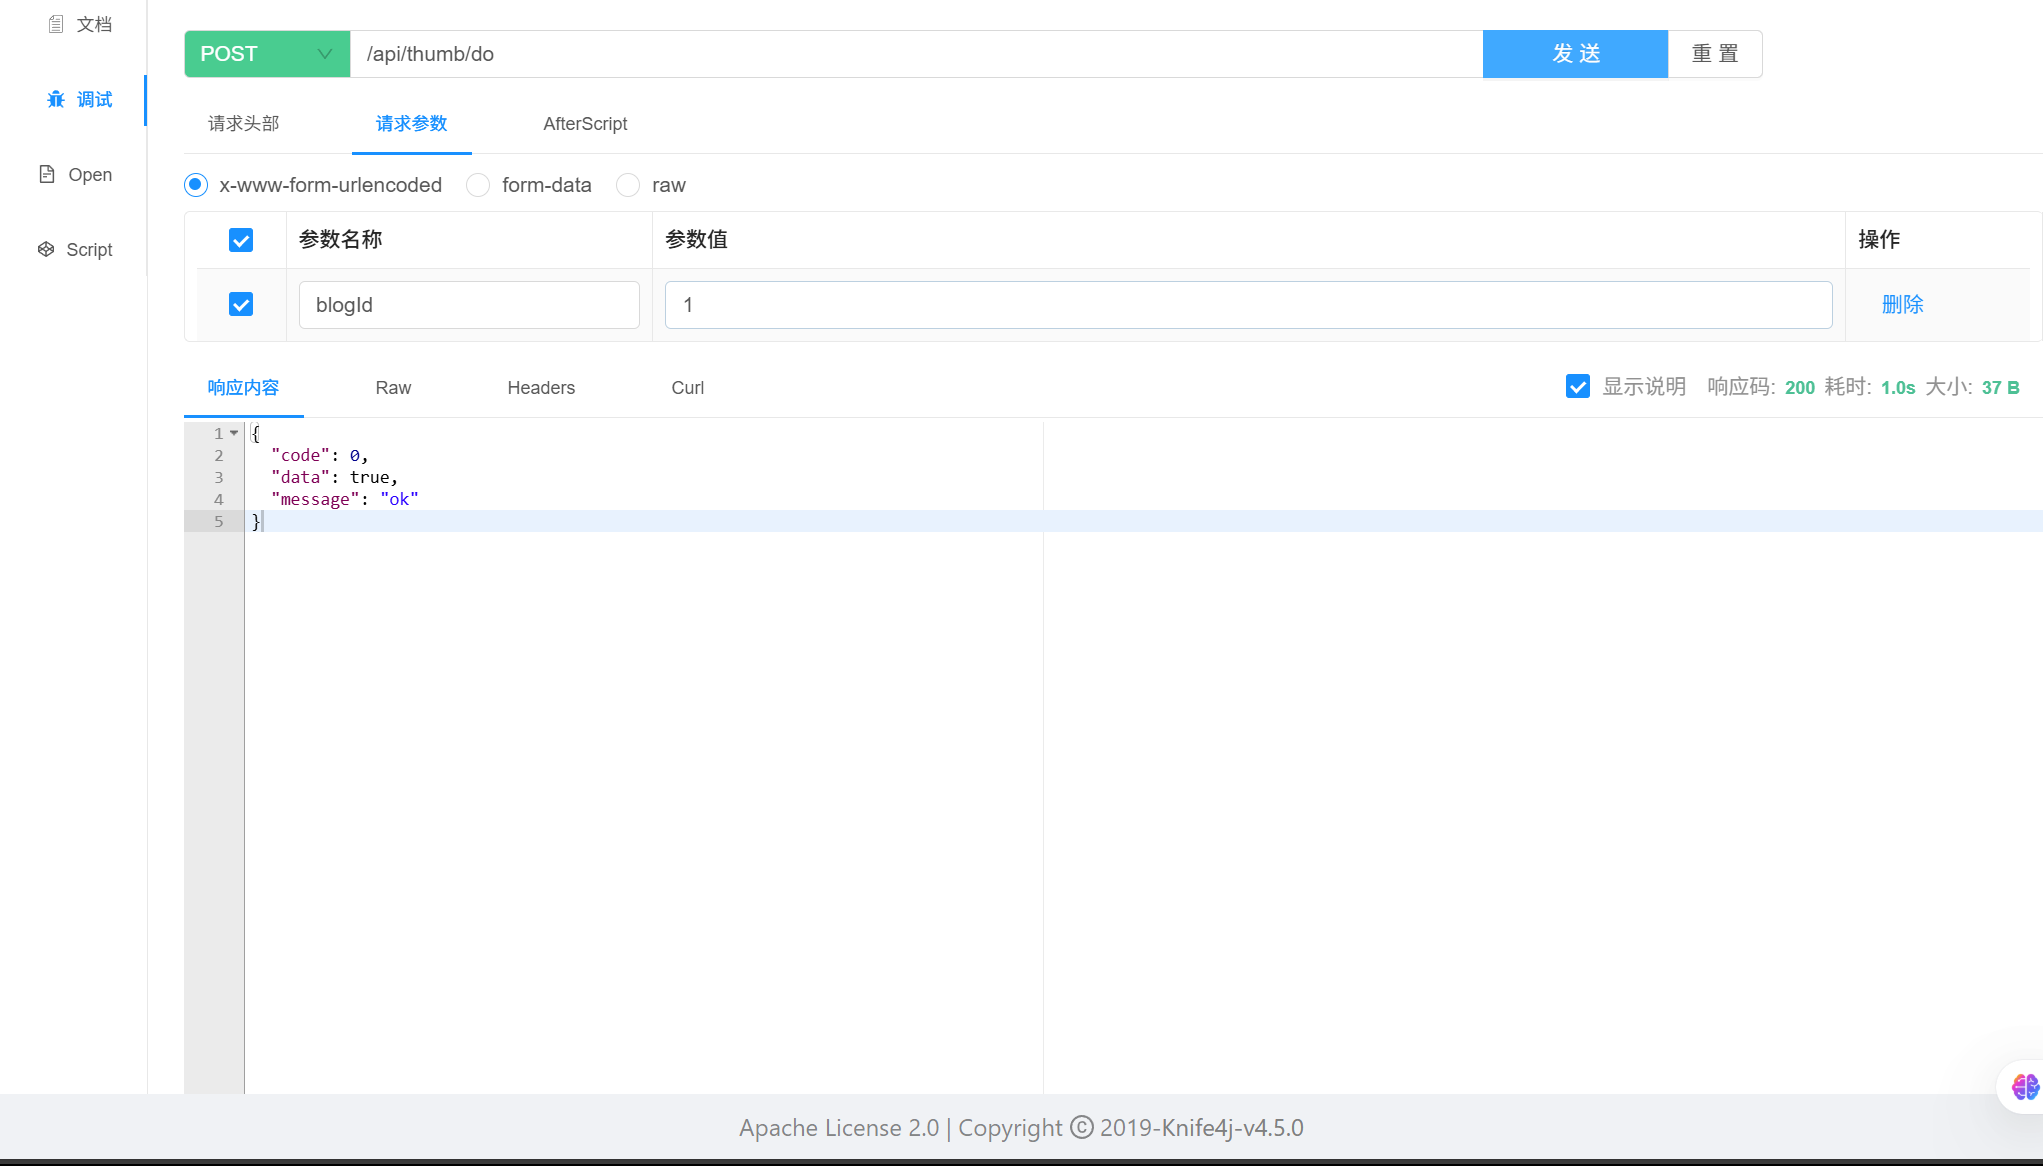 文档
调试
Open
Script
POST /api/thumb/do 发 送 重 置
请求头部 请求参数 AfterScript
x-www-form-urlencoded form-data raw
参数名称 参数值 操作
blogId 1 删除
响应内容 Raw Headers Curl 显示说明 响应码: 200 耗时: 1.0s 大小: 37 B
1 {
2 "code": 0,
3 "data": true,
4 "message": "ok"
5 }
Apache License 2.0 | Copyright © 2019-Knife4j-v4.5.0